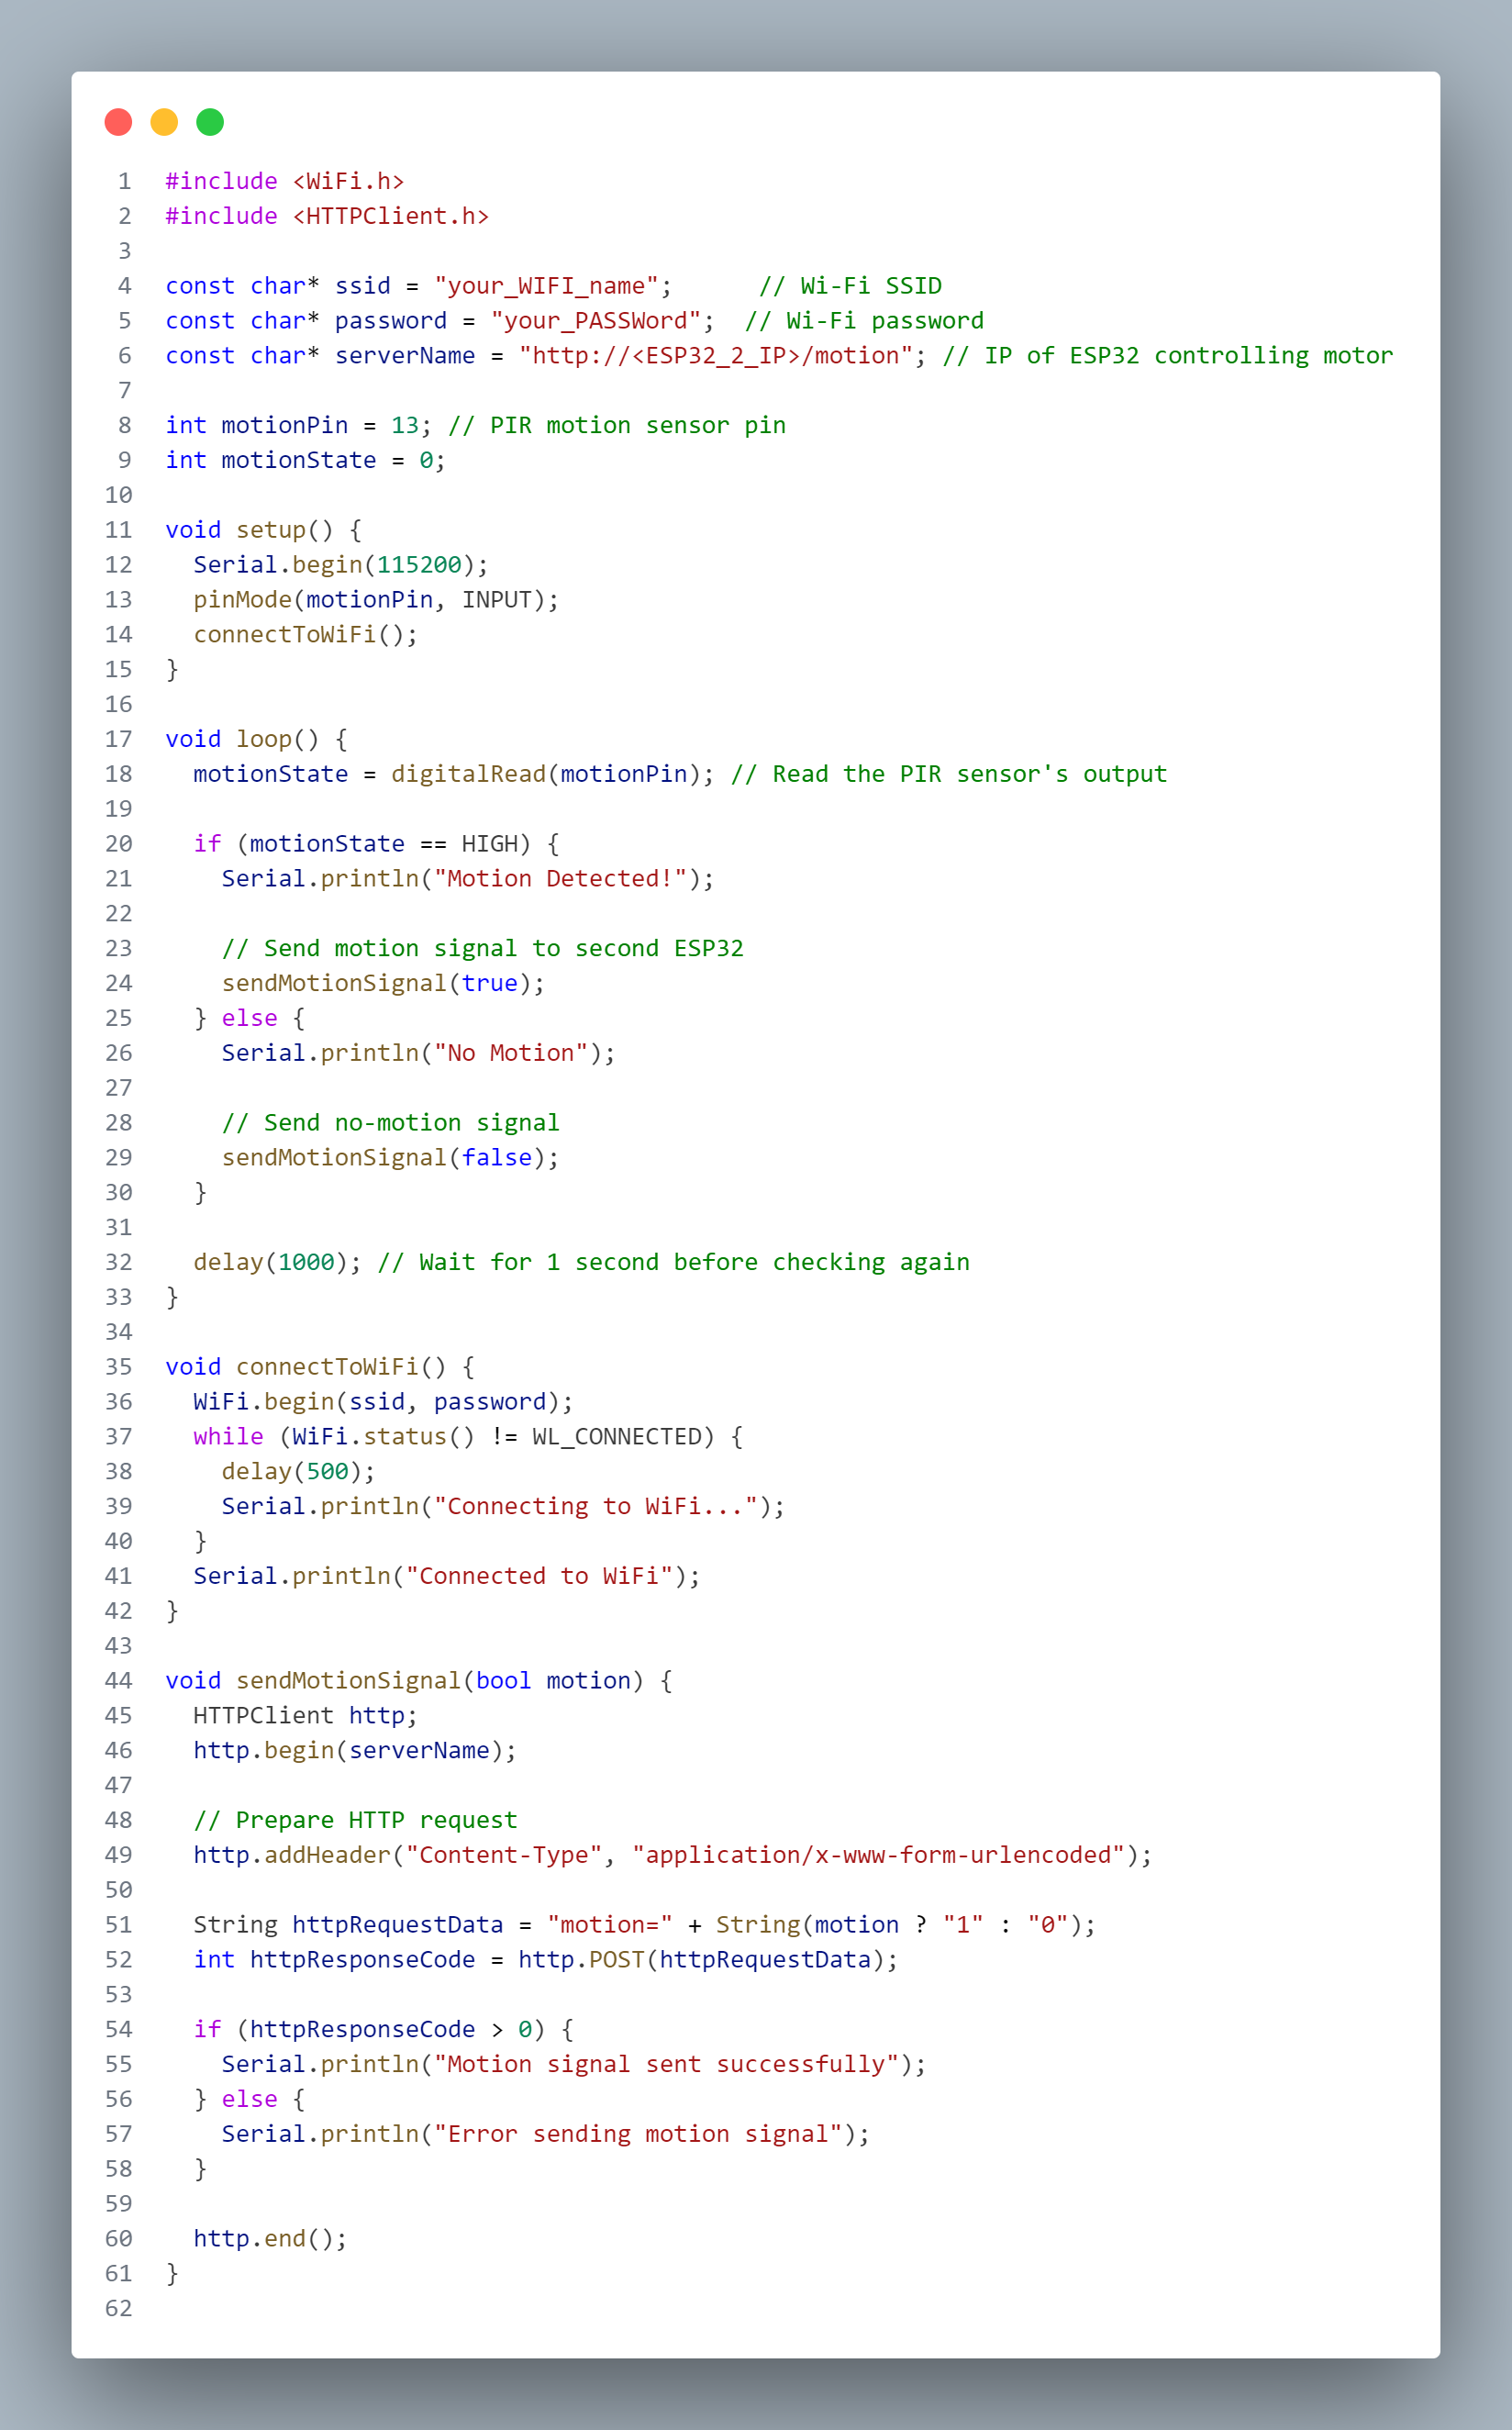 1 #include <WiFi.h>
2 #include <HTTPClient.h>
3
4 const char* ssid = "your_WIFI_name";      // Wi-Fi SSID
5 const char* password = "your_PASSWord";  // Wi-Fi password
6 const char* serverName = "http://<ESP32_2_IP>/motion"; // IP of ESP32 controlling motor
7
8 int motionPin = 13; // PIR motion sensor pin
9 int motionState = 0;
10
11 void setup() {
12   Serial.begin(115200);
13   pinMode(motionPin, INPUT);
14   connectToWiFi();
15 }
16
17 void loop() {
18   motionState = digitalRead(motionPin); // Read the PIR sensor's output
19
20   if (motionState == HIGH) {
21     Serial.println("Motion Detected!");
22
23     // Send motion signal to second ESP32
24     sendMotionSignal(true);
25   } else {
26     Serial.println("No Motion");
27
28     // Send no-motion signal
29     sendMotionSignal(false);
30   }
31
32   delay(1000); // Wait for 1 second before checking again
33 }
34
35 void connectToWiFi() {
36   WiFi.begin(ssid, password);
37   while (WiFi.status() != WL_CONNECTED) {
38     delay(500);
39     Serial.println("Connecting to WiFi...");
40   }
41   Serial.println("Connected to WiFi");
42 }
43
44 void sendMotionSignal(bool motion) {
45   HTTPClient http;
46   http.begin(serverName);
47
48   // Prepare HTTP request
49   http.addHeader("Content-Type", "application/x-www-form-urlencoded");
50
51   String httpRequestData = "motion=" + String(motion ? "1" : "0");
52   int httpResponseCode = http.POST(httpRequestData);
53
54   if (httpResponseCode > 0) {
55     Serial.println("Motion signal sent successfully");
56   } else {
57     Serial.println("Error sending motion signal");
58   }
59
60   http.end();
61 }
62